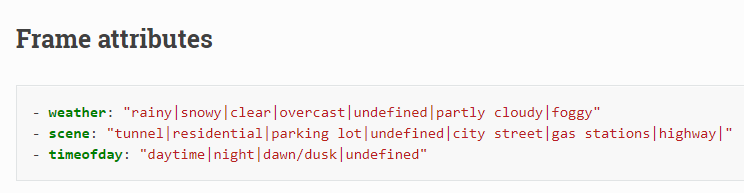 Frame attributes
- weather: "rainy|snowy|clear|overcast|undefined|partly cloudy|foggy"
- scene: "tunnel|residential|parking lot|undefined|city street|gas stations|highway|"
- timeofday: "daytime|night|dawn/dusk|undefined"